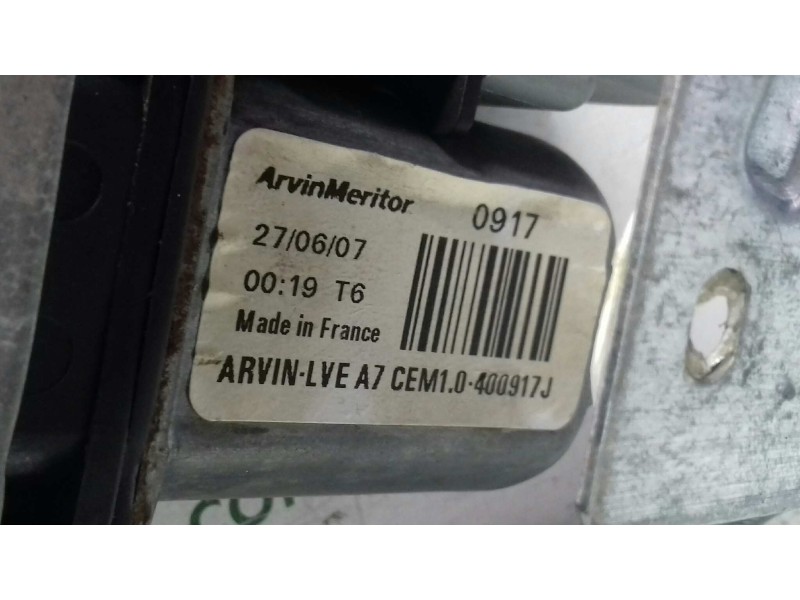 ArvinMeritor 0917
27/06/07
00:19 T6
Made in France
ARVIN-LVE A7 CEM1.0-400917J